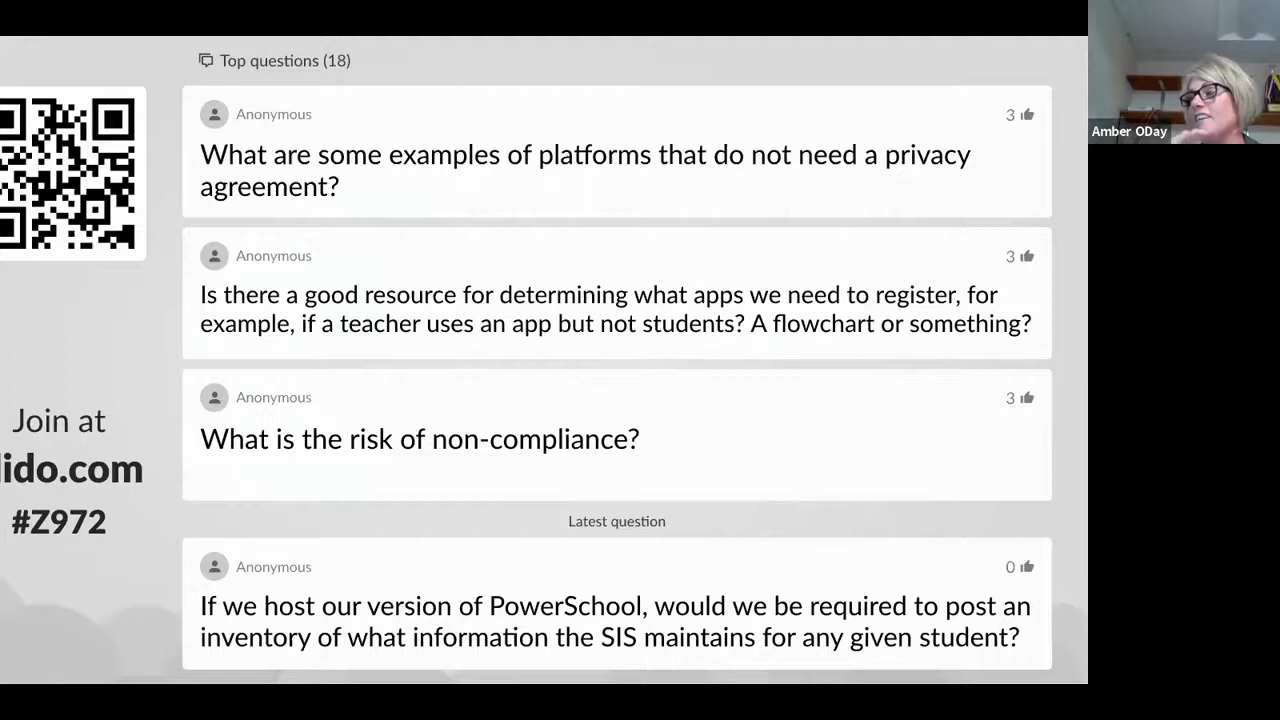 Top questions (18)
Anonymous
3
What are some examples of platforms that do not need a privacy
agreement?
Anonymous
3
Is there a good resource for determining what apps we need to register, for
example, if a teacher uses an app but not students? A flowchart or something?
Anonymous
3
What is the risk of non-compliance?
Latest question
Anonymous
0
If we host our version of PowerSchool, would we be required to post an
inventory of what information the SIS maintains for any given student?
Join at
lido.com
#Z972
Amber ODay